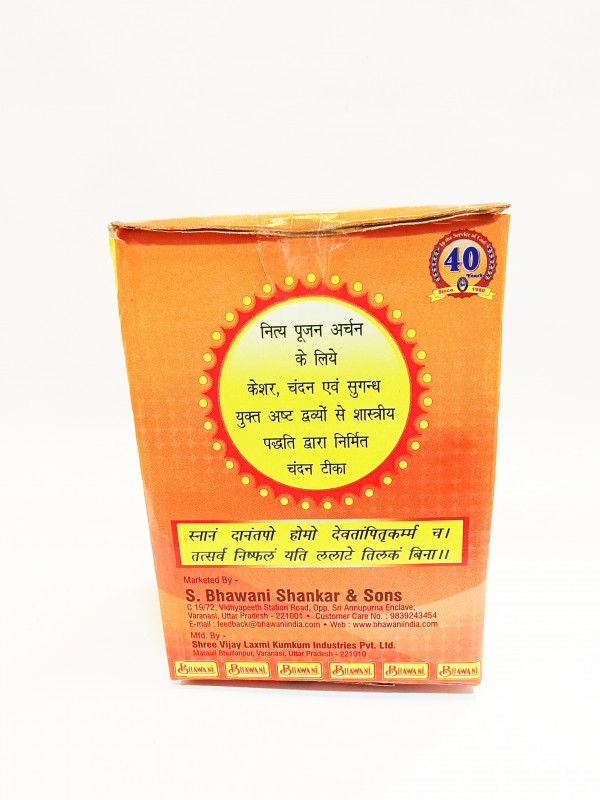 In the Service of God
40
Years
Since 1980
नित्य पूजन अर्चन
के लिये
केशर, चंदन एवं सुगन्ध
युक्त अष्ट द्रव्यों से शास्त्रीय
पद्धति द्वारा निर्मित
चंदन टीका
स्नानं दानंतपो होमो देवतांपितृकर्म्म च।
तत्सर्व निष्फलं यति ललाटे तिलकं बिना।।
Marketed By -
S. Bhawani Shankar & Sons
C 19/72, Vidhyapeeth Station Road, Opp. Sri Annupurna Enclave,
Varanasi, Uttar Pradesh - 221001 • Customer Care No. : 9839243454
E-mail : feedback@bhawaniindia.com • Web : www.bhawaniindia.com
Mfd. By -
Shree Vijay Laxmi Kumkum Industries Pvt. Ltd.
Marauli Bhullanpur, Varanasi, Uttar Pradesh - 221010
BHAWANI BHAWANI BHAWANI BHAWANI BHAWANI BHAWANI